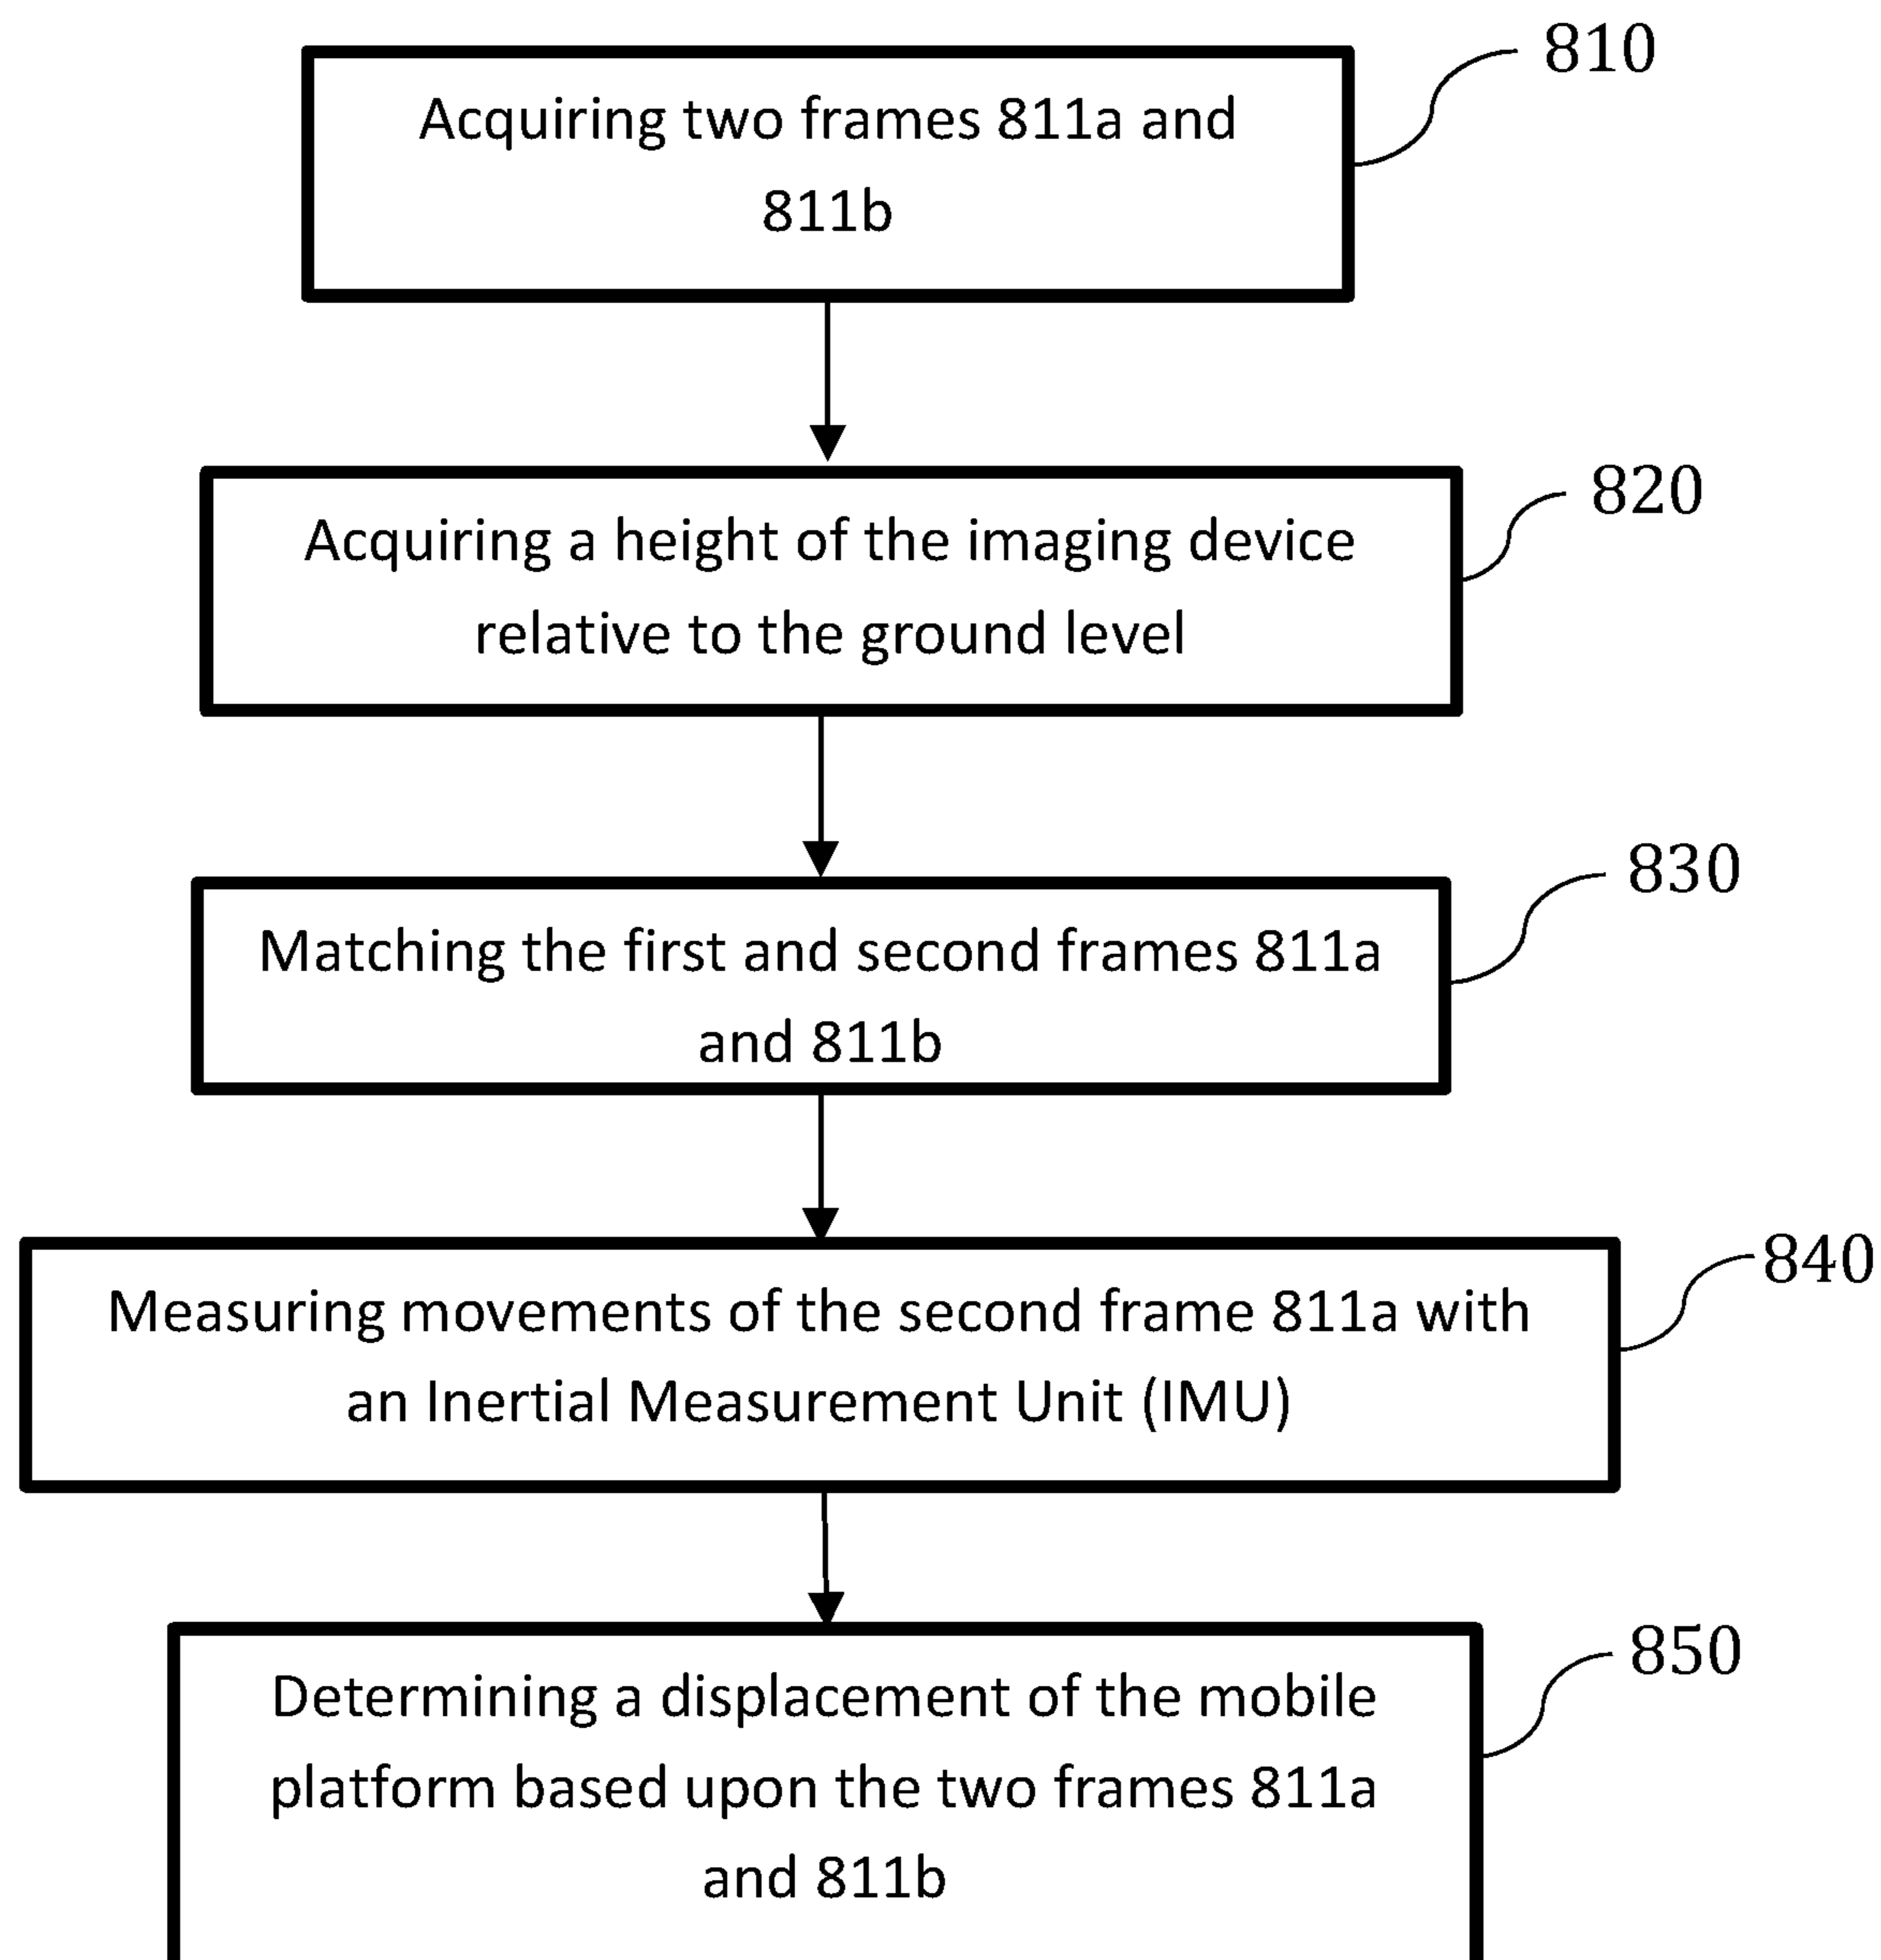 810
Acquiring two frames 811a and
811b
820
Acquiring a height of the imaging device
relative to the ground level
830
Matching the first and second frames 811a
and 811b
840
Measuring movements of the second frame 811a with
an Inertial Measurement Unit (IMU)
850
Determining a displacement of the mobile
platform based upon the two frames 811a
and 811b